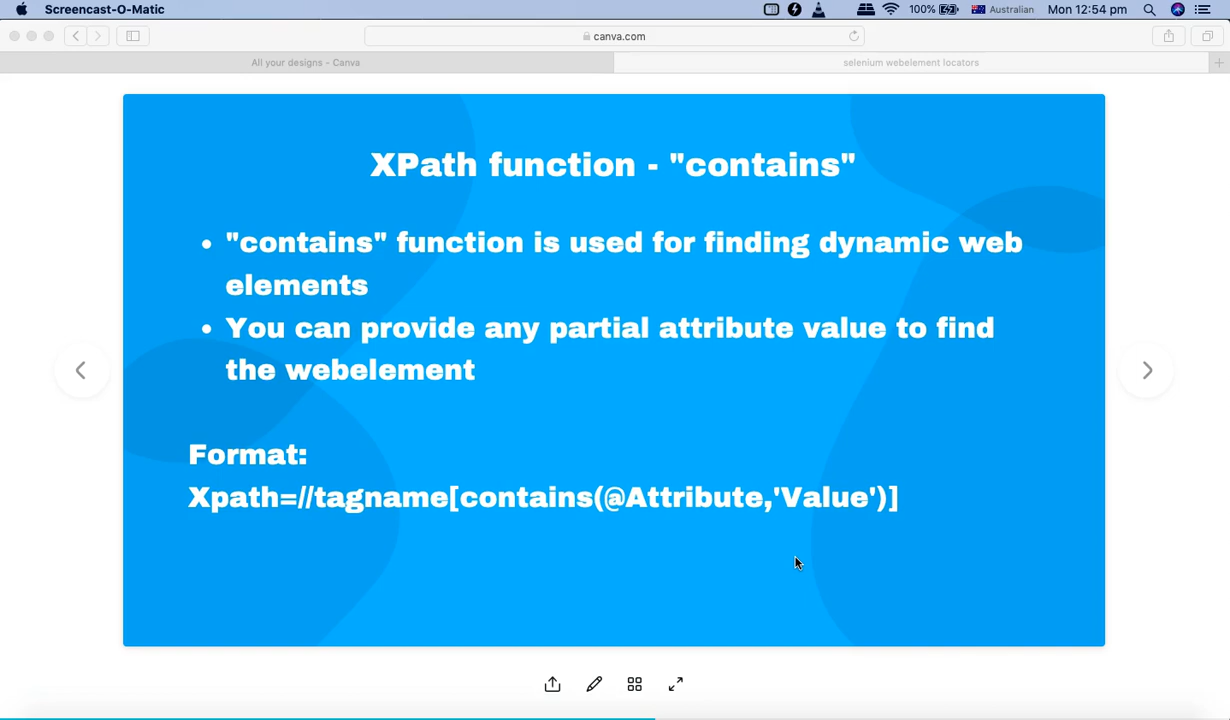 Screencast-O-Matic
100%
Australian
Mon 12:54 pm
canva.com
All your designs - Canva
selenium webelement locators
XPath function - "contains"
• "contains" function is used for finding dynamic web
elements
• You can provide any partial attribute value to find
the webelement
Format:
Xpath=//tagname[contains(@Attribute,'Value')]